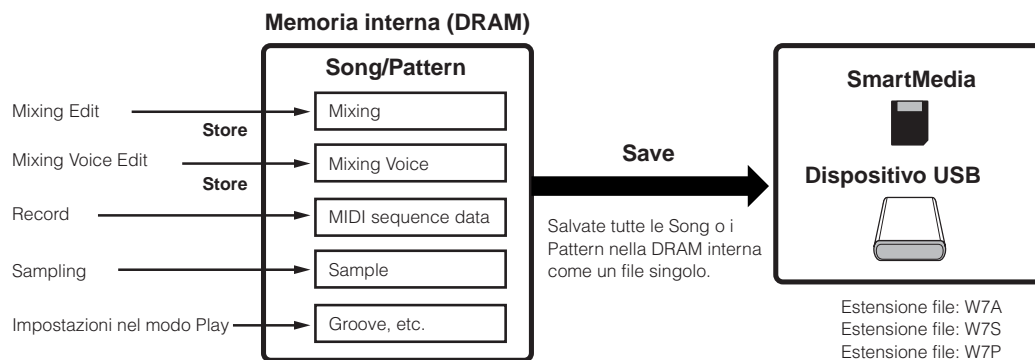 Memoria interna (DRAM)
Song/Pattern
Mixing Edit
Mixing
Store
Mixing Voice Edit
Mixing Voice
Store
Record
MIDI sequence data
Sampling
Sample
Impostazioni nel modo Play
Groove, etc.
Save
Salvate tutte le Song o i
Pattern nella DRAM interna
come un file singolo.
SmartMedia
Dispositivo USB
Estensione file: W7A
Estensione file: W7S
Estensione file: W7P